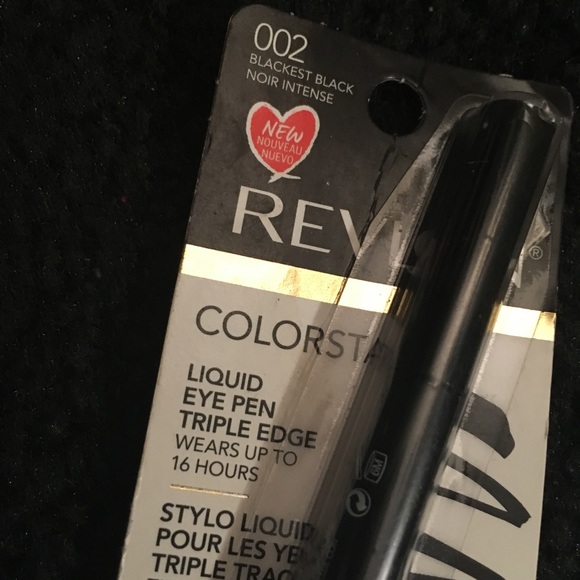 002
BLACKEST BLACK
NOIR INTENSE
NEW
NOUVEAU
NUEVO
REV
®
COLORSTA
LIQUID
EYE PEN
TRIPLE EDGE
WEARS UP TO
16 HOURS
6M
STYLO LIQUID
POUR LES YE
TRIPLE TRAC